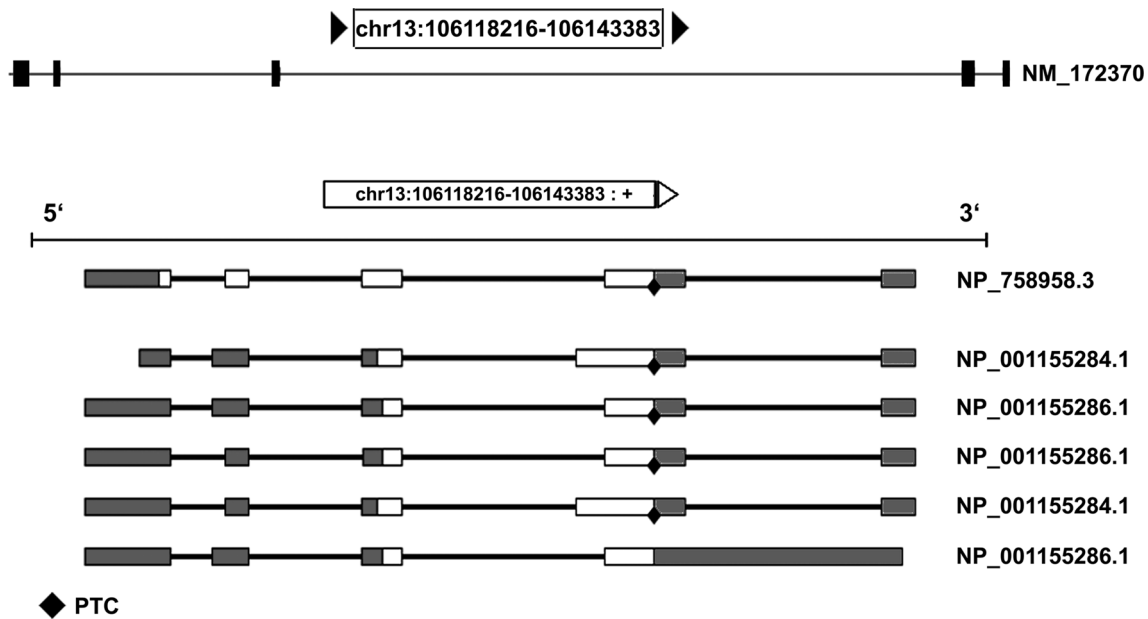 chr13:106118216-106143383
NM_172370
chr13:106118216-106143383 : +
5‘ 3‘
NP_758958.3
NP_001155284.1
NP_001155286.1
NP_001155286.1
NP_001155284.1
NP_001155286.1
PTC